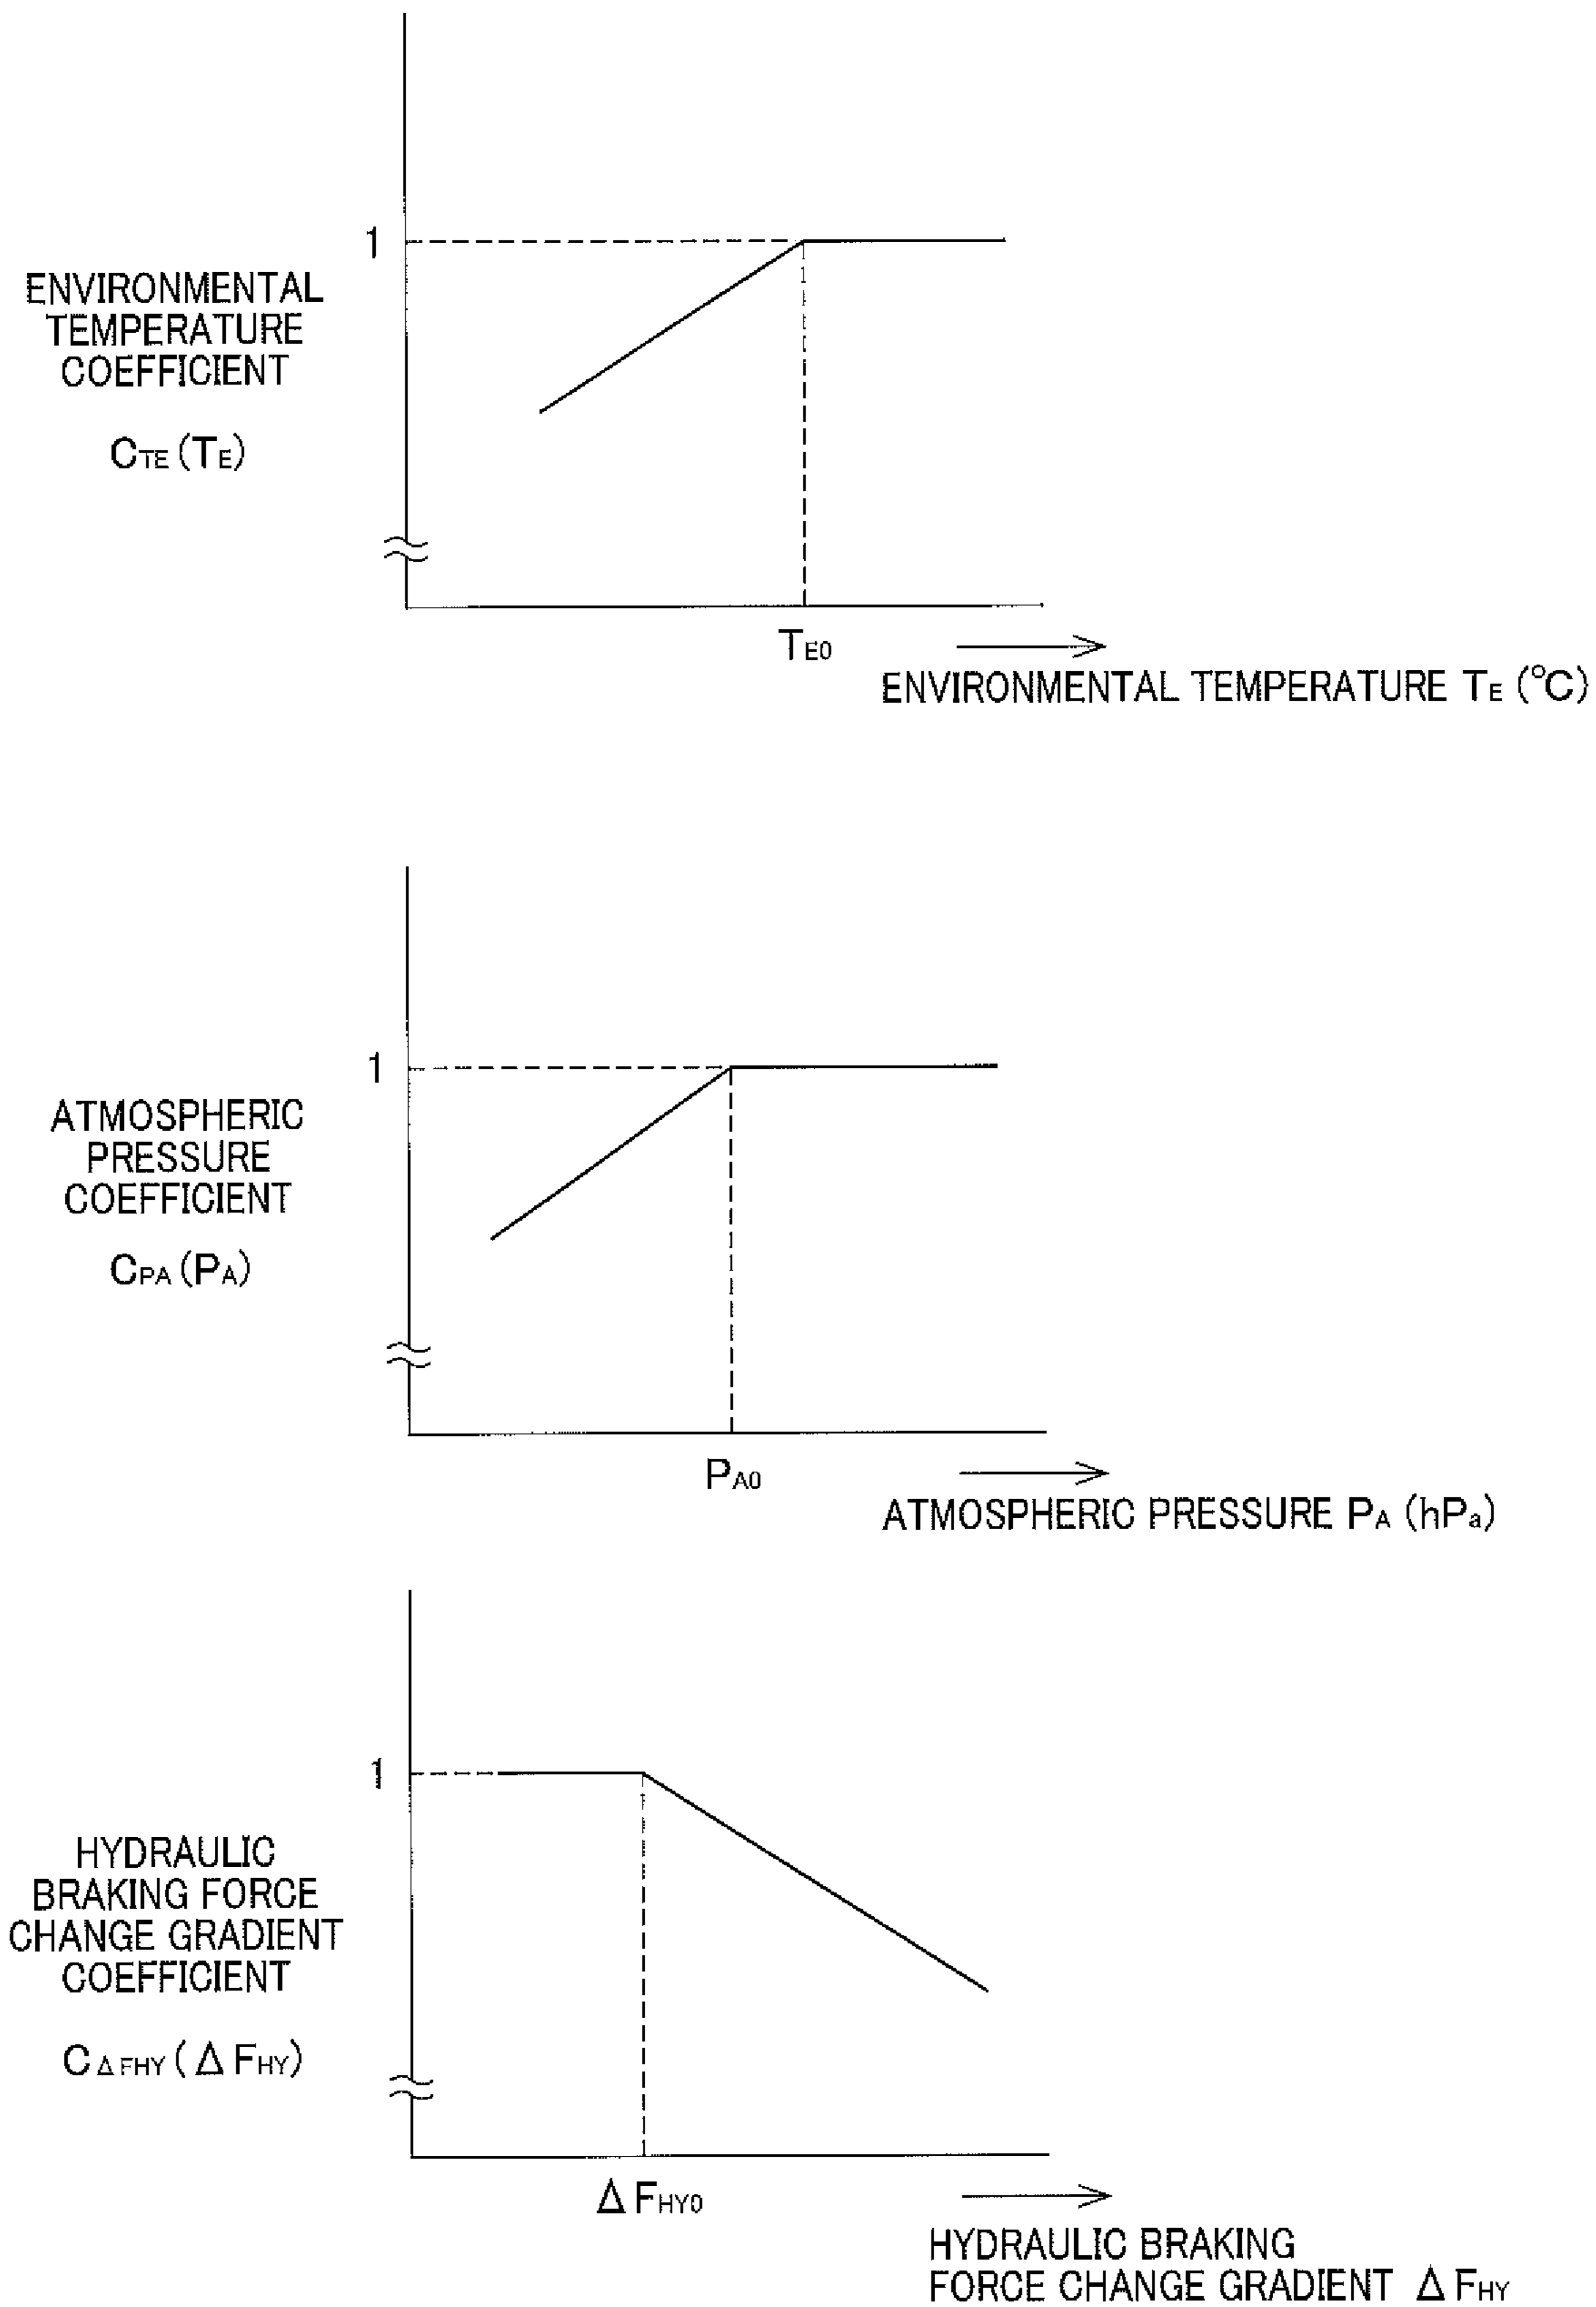 1
ENVIRONMENTAL
TEMPERATURE
COEFFICIENT
CTE (TE)
TE0
ENVIRONMENTAL TEMPERATURE TE (℃)
1
ATMOSPHERIC
PRESSURE
COEFFICIENT
CPA (PA)
PA0
ATMOSPHERIC PRESSURE PA (hPa)
1
HYDRAULIC
BRAKING FORCE
CHANGE GRADIENT
COEFFICIENT
CΔFHY (ΔFHY)
ΔFHY0
HYDRAULIC BRAKING
FORCE CHANGE GRADIENT ΔFHY